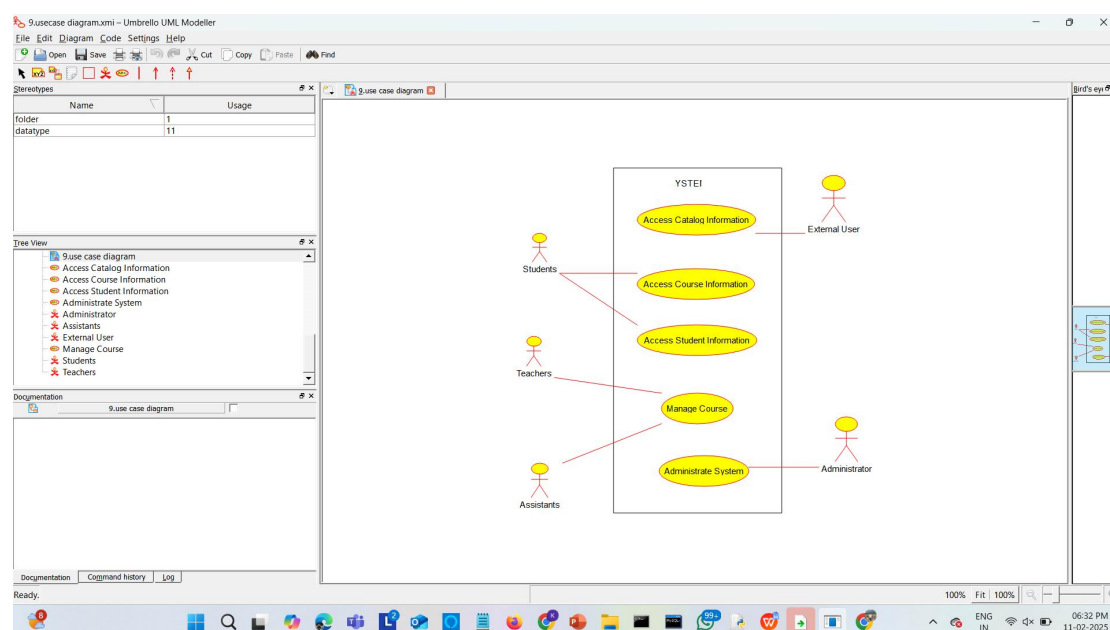 9.usecase diagram.xmi – Umbrello UML Modeller
File Edit Diagram Code Settings Help
Open Save Cut Copy Paste Find
Stereotypes
Name Usage
folder 1
datatype 11
Tree View
9.use case diagram
Access Catalog Information
Access Course Information
Access Student Information
Administrate System
Administrator
Assistants
External User
Manage Course
Students
Teachers
Documentation
9.use case diagram
Documentation Command history Log
Ready.
9.use case diagram
YSTEI
Access Catalog Information
External User
Students
Access Course Information
Access Student Information
Teachers
Manage Course
Administrate System
Administrator
Assistants
Bird's eye
100% Fit 100%
8
99+
ENG
IN
06:32 PM
11-02-2025